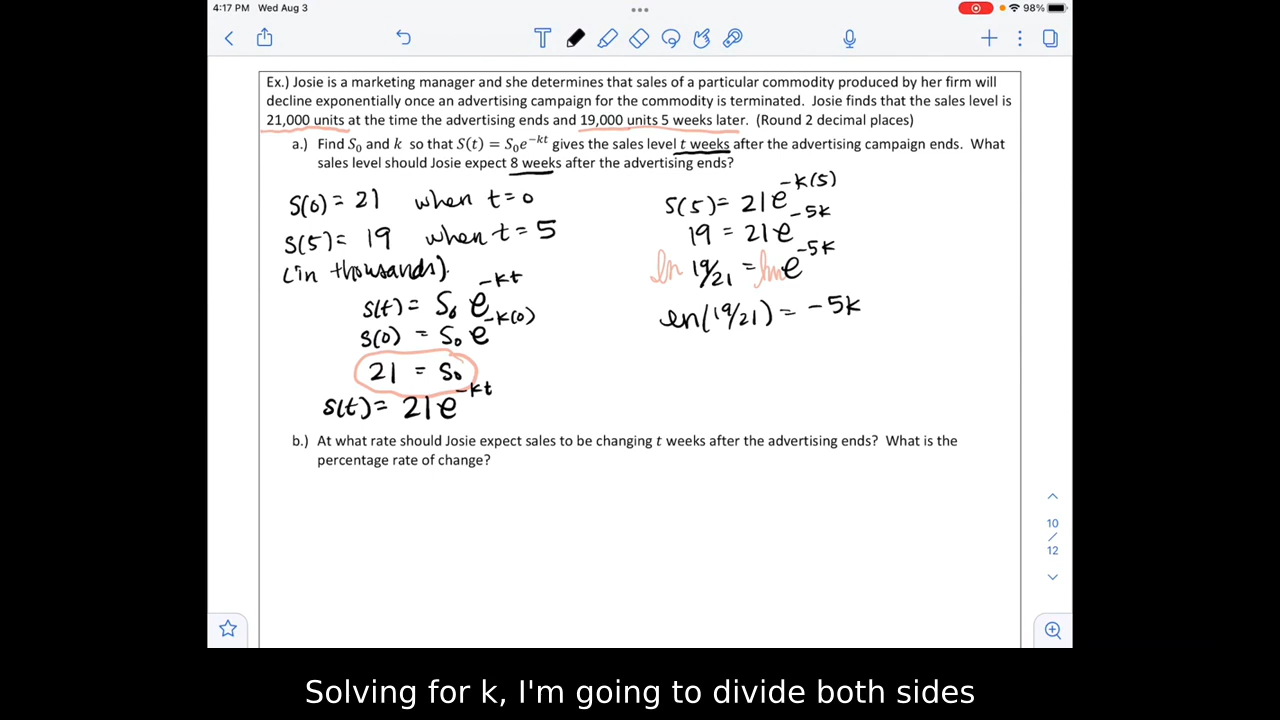 4:17 PM Wed Aug 3
98%
Ex.) Josie is a marketing manager and she determines that sales of a particular commodity produced by her firm will
decline exponentially once an advertising campaign for the commodity is terminated. Josie finds that the sales level is
21,000 units at the time the advertising ends and 19,000 units 5 weeks later. (Round 2 decimal places)
a.) Find S₀ and k so that S(t) = S₀e^{−kt} gives the sales level t weeks after the advertising campaign ends. What
sales level should Josie expect 8 weeks after the advertising ends?
S(0) = 21 when t = 0
S(5) = 19 when t = 5
(in thousands).
S(t) = S₀ e^{−kt}
S(0) = S₀ e^{−k(0)}
21 = S₀
S(t) = 21e^{−kt}
S(5) = 21e^{−k(5)}
19 = 21e^{−5k}
ln 19/21 = ln e^{−5k}
ln(19/21) = −5k
b.) At what rate should Josie expect sales to be changing t weeks after the advertising ends? What is the
percentage rate of change?
10
/
12
Solving for k, I'm going to divide both sides